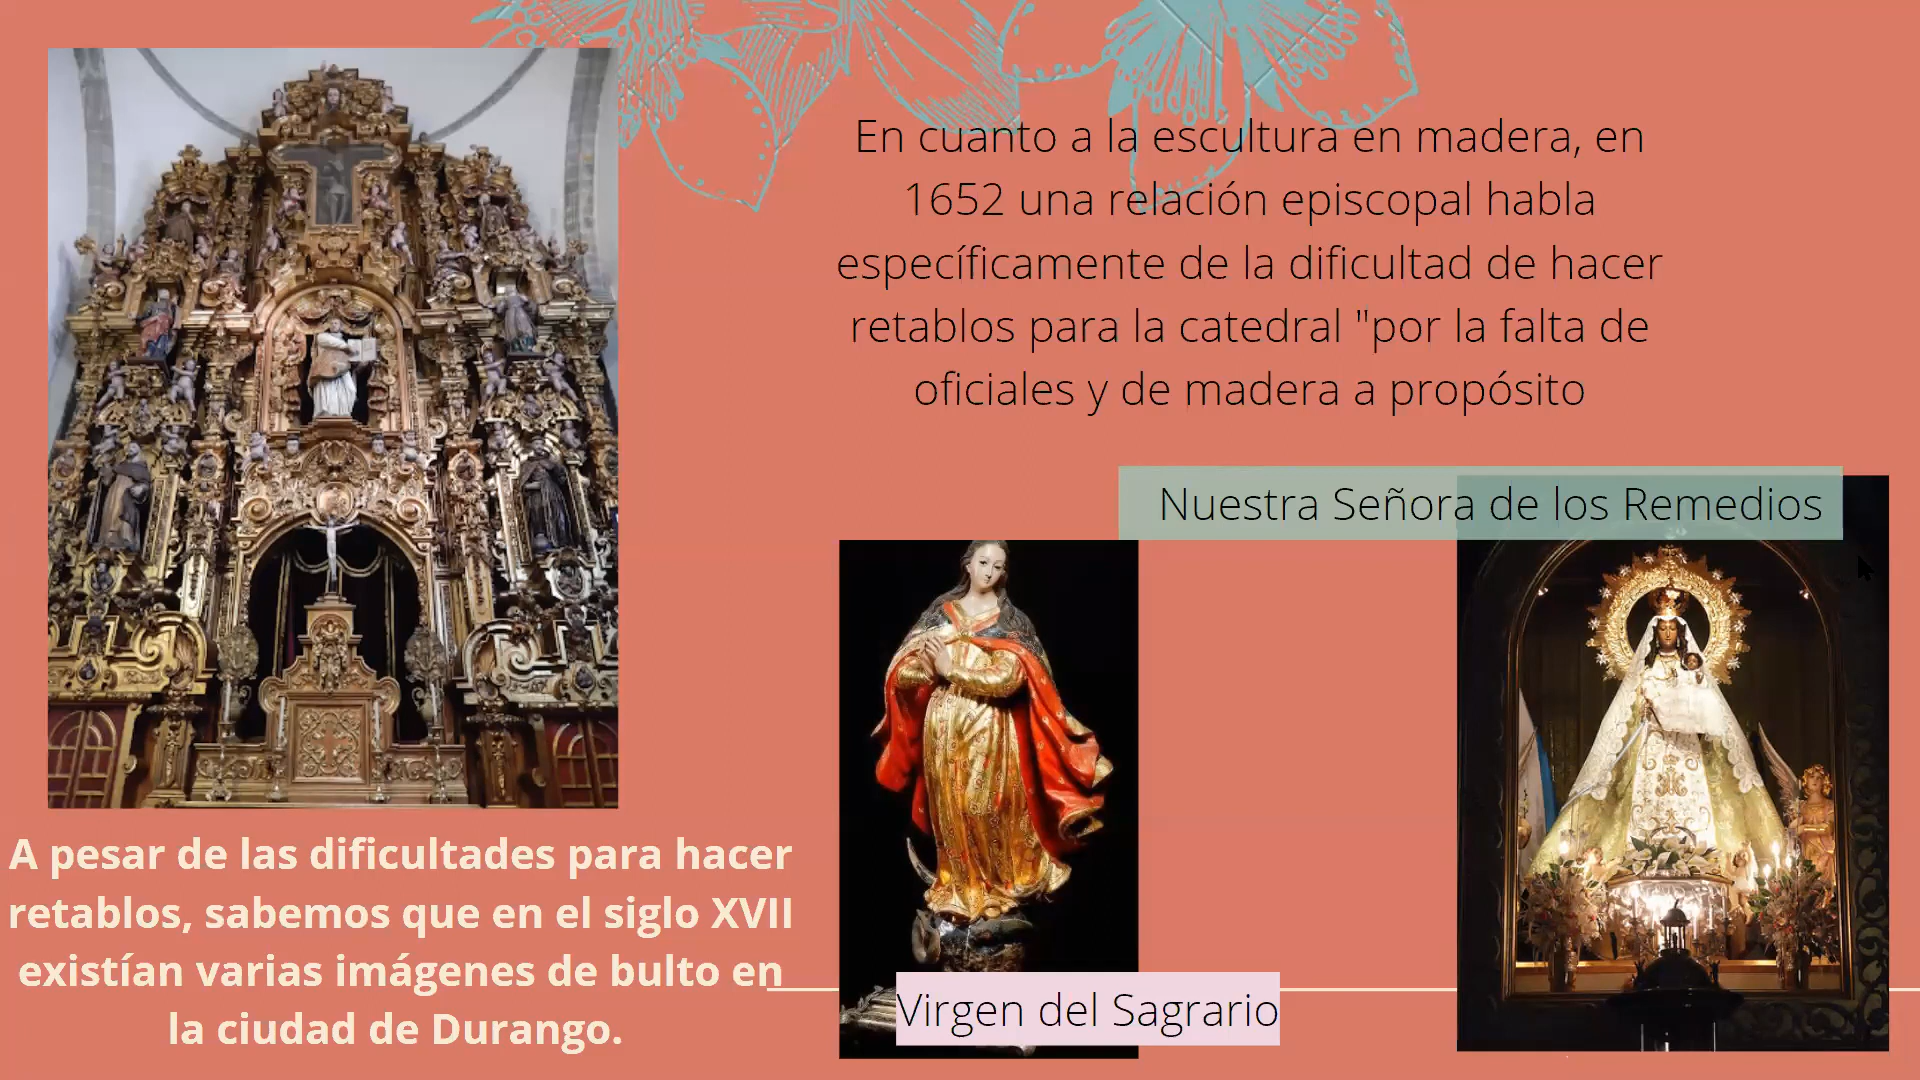 En cuanto a la escultura en madera, en
1652 una relación episcopal habla
específicamente de la dificultad de hacer
retablos para la catedral "por la falta de
oficiales y de madera a propósito
Nuestra Señora de los Remedios
Virgen del Sagrario
A pesar de las dificultades para hacer
retablos, sabemos que en el siglo XVII
existían varias imágenes de bulto en
la ciudad de Durango.